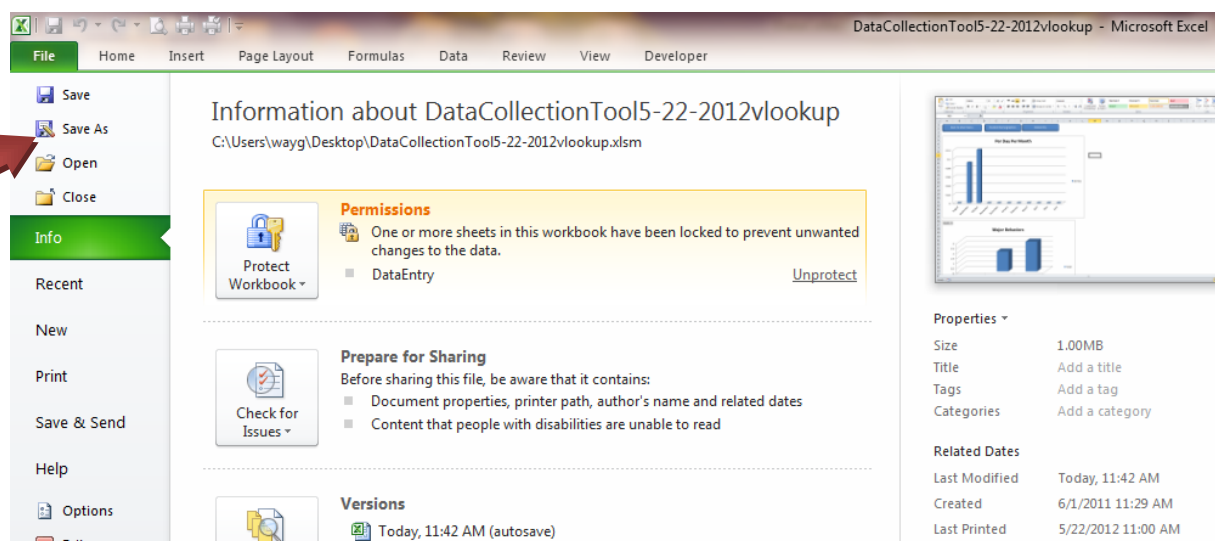 DataCollectionTool5-22-2012vlookup - Microsoft Excel
File Home Insert Page Layout Formulas Data Review View Developer
Save
Save As
Open
Close
Info
Recent
New
Print
Save & Send
Help
Options
Information about DataCollectionTool5-22-2012vlookup
C:\Users\wayg\Desktop\DataCollectionTool5-22-2012vlookup.xlsm
Protect
Workbook
Permissions
One or more sheets in this workbook have been locked to prevent unwanted
changes to the data.
DataEntry Unprotect
Check for
Issues
Prepare for Sharing
Before sharing this file, be aware that it contains:
Document properties, printer path, author's name and related dates
Content that people with disabilities are unable to read
Versions
Today, 11:42 AM (autosave)
Major Behaviors
Properties
Size 1.00MB
Title Add a title
Tags Add a tag
Categories Add a category
Related Dates
Last Modified Today, 11:42 AM
Created 6/1/2011 11:29 AM
Last Printed 5/22/2012 11:00 AM